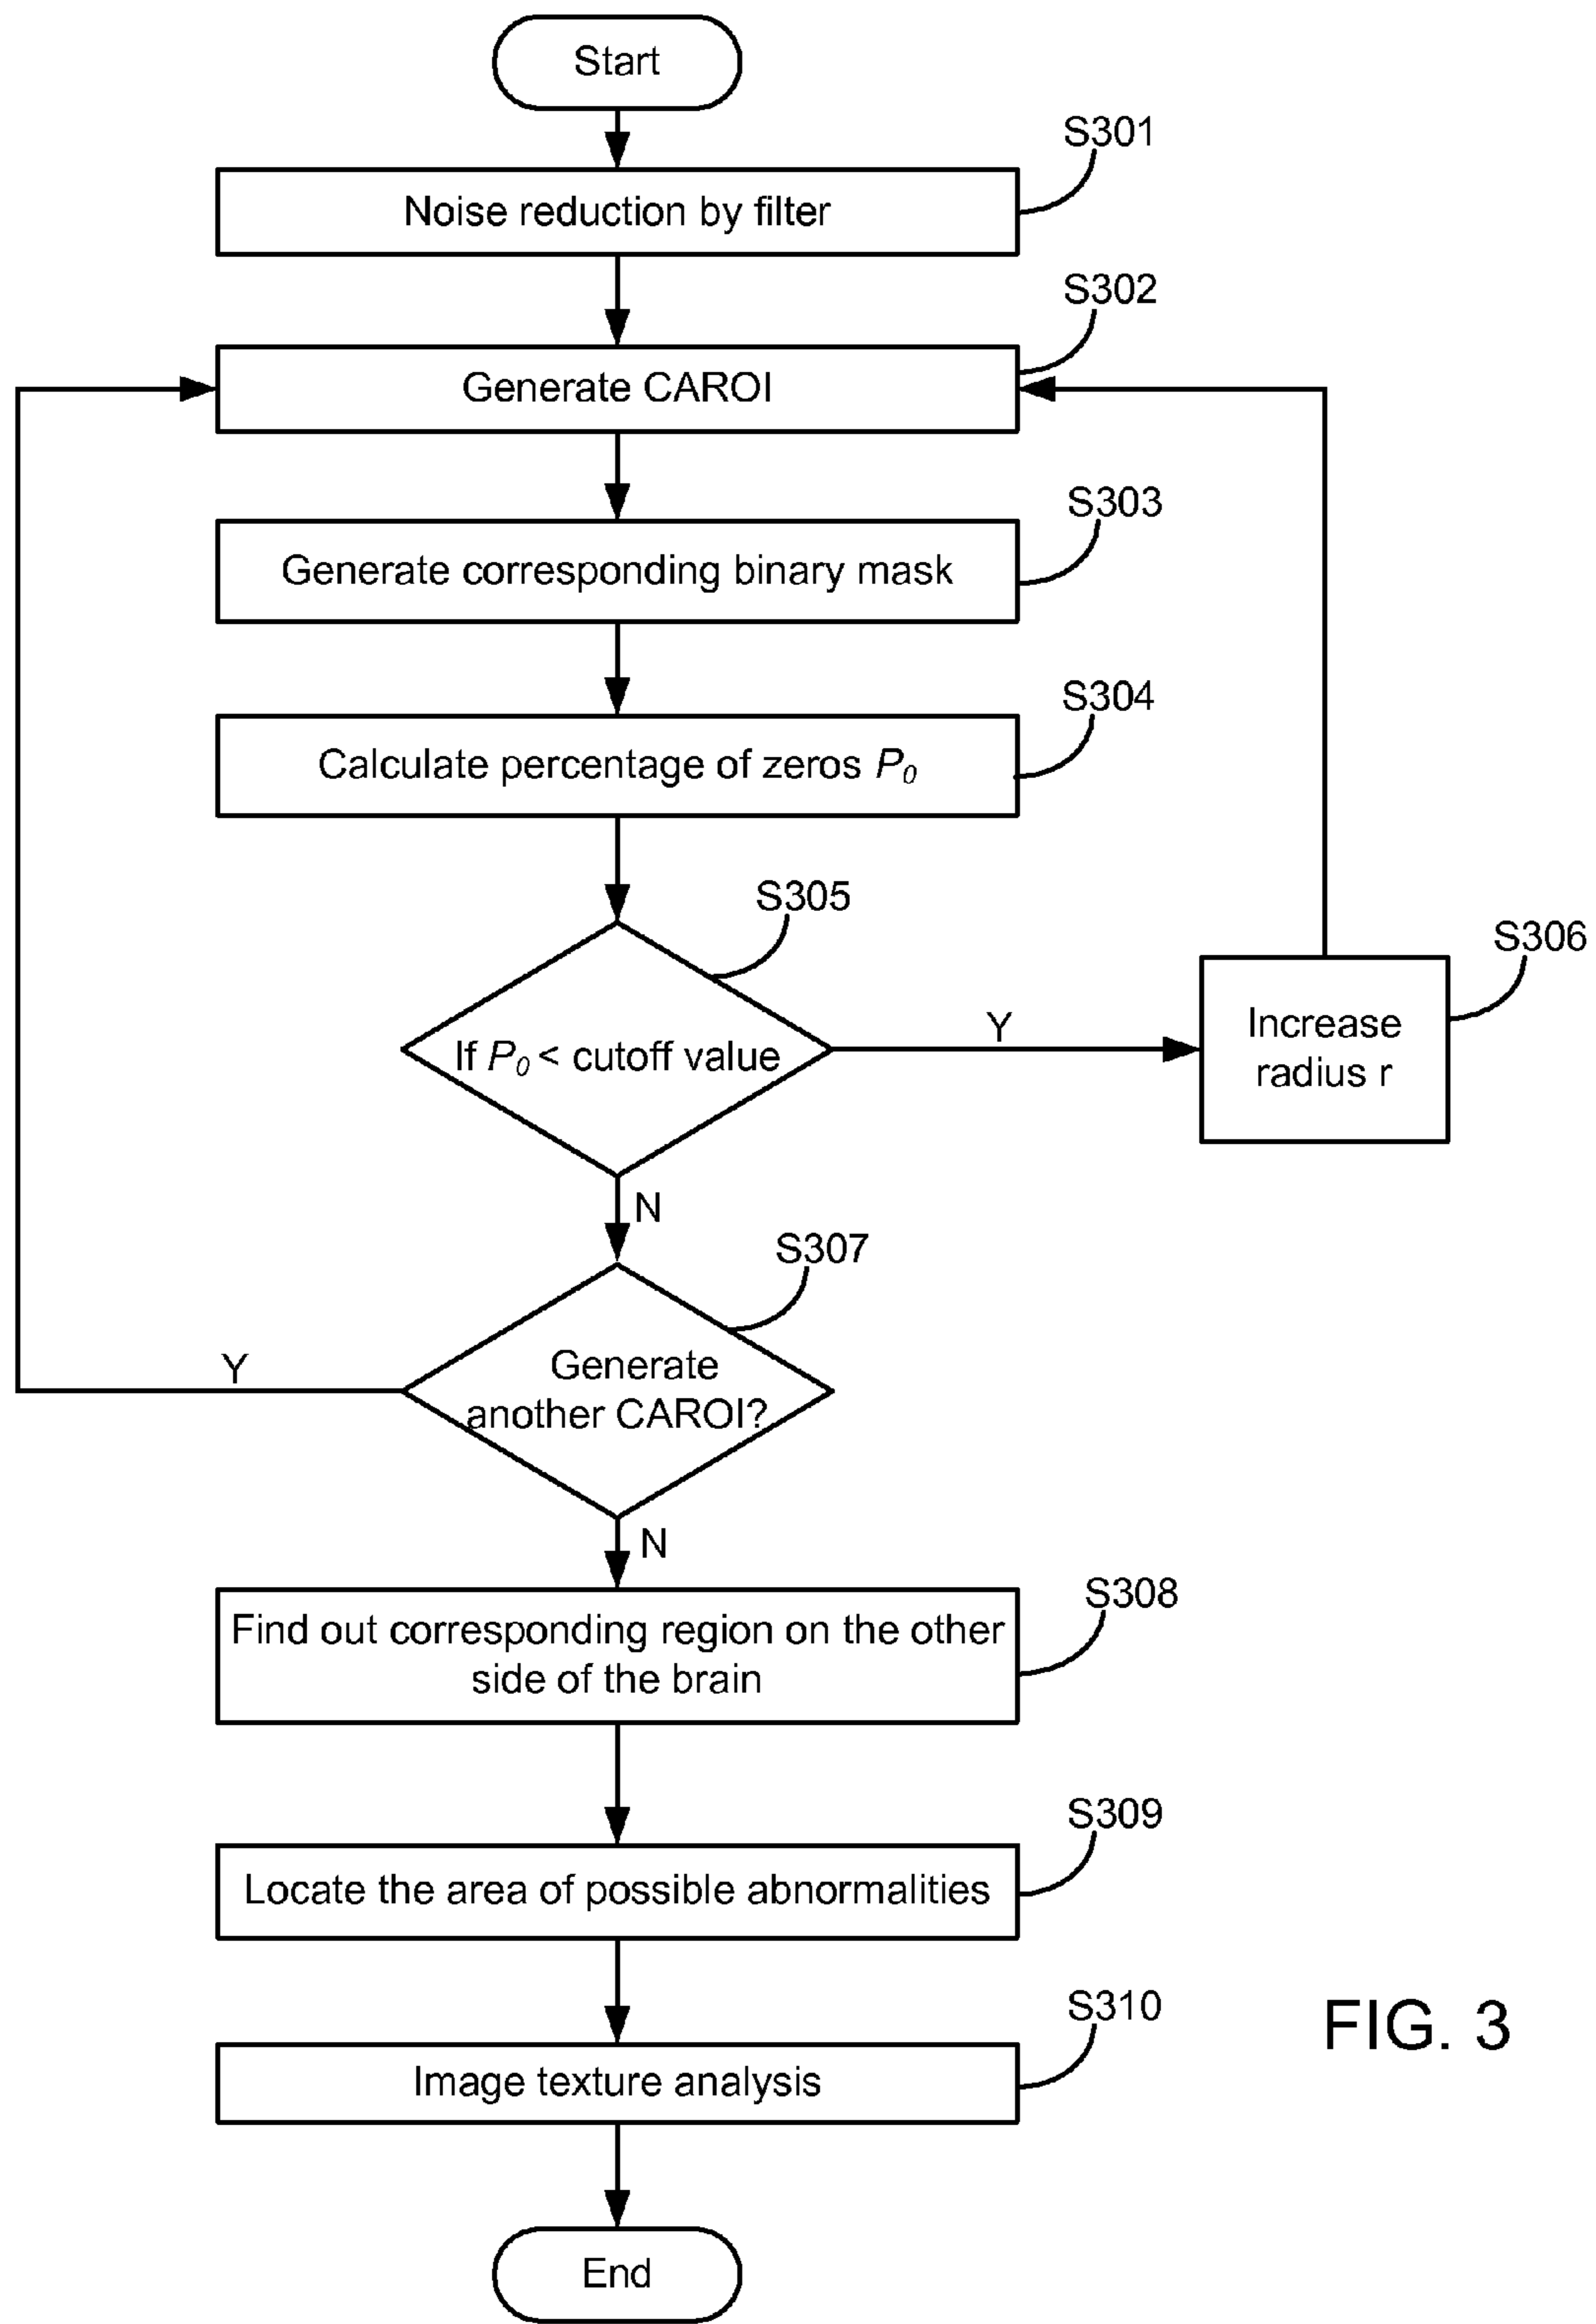 Start
S301
Noise reduction by filter
S302
Generate CAROI
S303
Generate corresponding binary mask
S304
Calculate percentage of zeros P₀
S305
If P₀ < cutoff value
Y
S306
Increase
radius r
N
S307
Generate
another CAROI?
Y
N
S308
Find out corresponding region on the other
side of the brain
S309
Locate the area of possible abnormalities
S310
Image texture analysis
FIG. 3
End